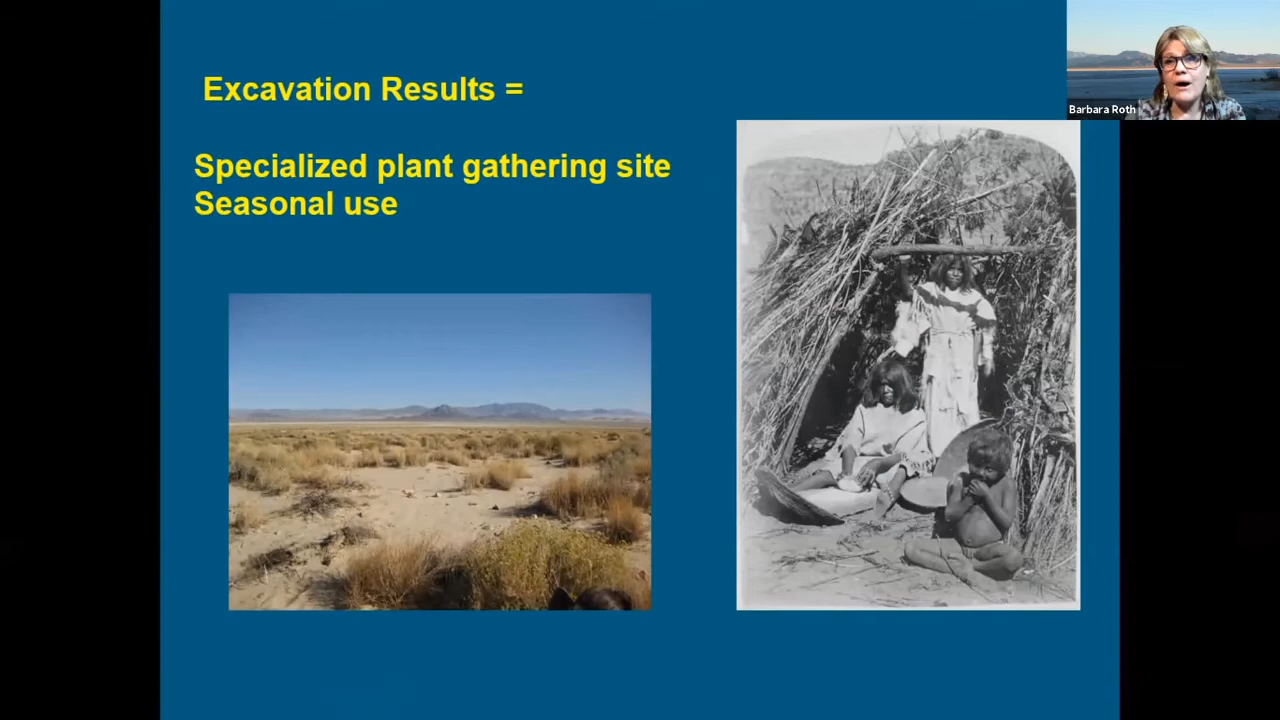 Excavation Results =
Specialized plant gathering site
Seasonal use
Barbara Roth